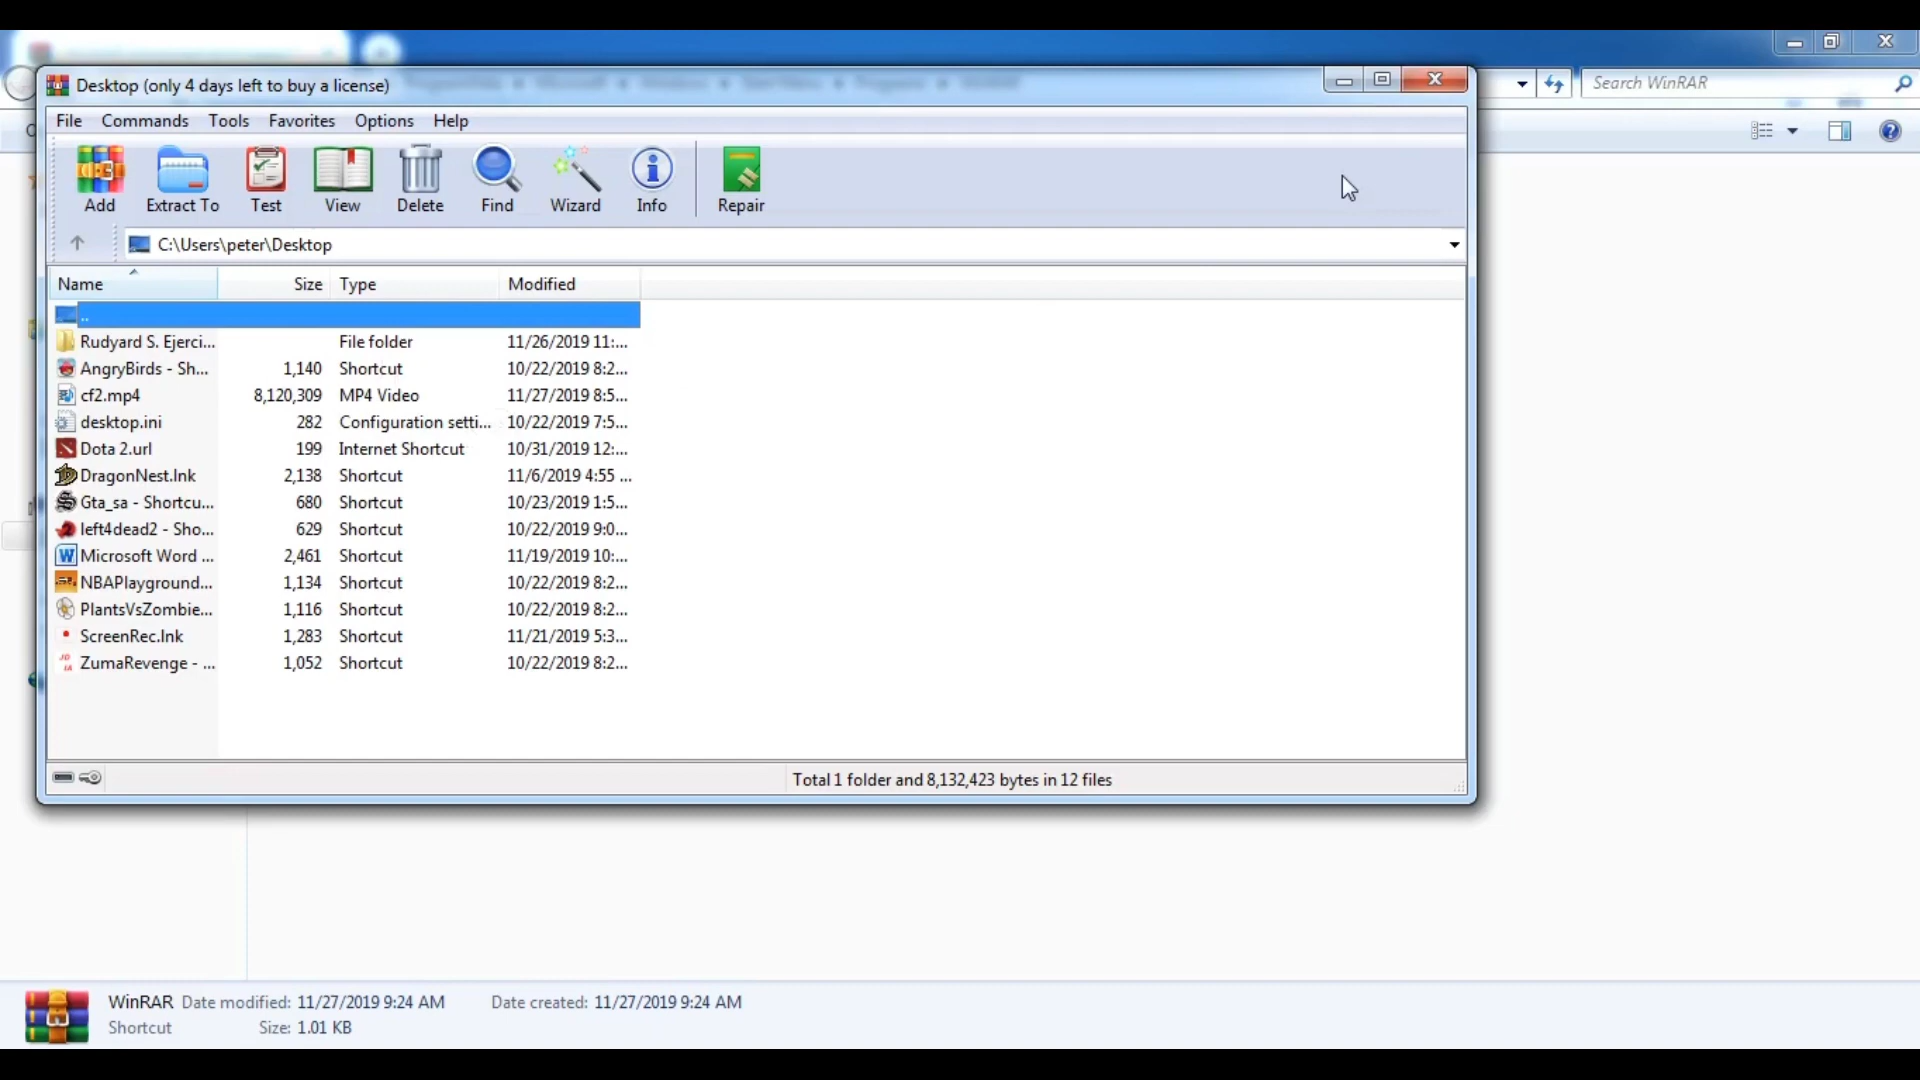 Desktop (only 4 days left to buy a license)
Search WinRAR
File Commands Tools Favorites Options Help
Add Extract To Test View Delete Find Wizard Info Repair
C:\Users\peter\Desktop
Name Size Type Modified
..
Rudyard S. Ejerci... File folder 11/26/2019 11:...
AngryBirds - Sh... 1,140 Shortcut 10/22/2019 8:2...
cf2.mp4 8,120,309 MP4 Video 11/27/2019 8:5...
desktop.ini 282 Configuration setti... 10/22/2019 7:5...
Dota 2.url 199 Internet Shortcut 10/31/2019 12:...
DragonNest.lnk 2,138 Shortcut 11/6/2019 4:55 ...
Gta_sa - Shortcu... 680 Shortcut 10/23/2019 1:5...
left4dead2 - Sho... 629 Shortcut 10/22/2019 9:0...
Microsoft Word ... 2,461 Shortcut 11/19/2019 10:...
NBAPlayground... 1,134 Shortcut 10/22/2019 8:2...
PlantsVsZombie... 1,116 Shortcut 10/22/2019 8:2...
ScreenRec.lnk 1,283 Shortcut 11/21/2019 5:3...
ZumaRevenge - ... 1,052 Shortcut 10/22/2019 8:2...
Total 1 folder and 8,132,423 bytes in 12 files
WinRAR Date modified: 11/27/2019 9:24 AM Date created: 11/27/2019 9:24 AM
Shortcut Size: 1.01 KB